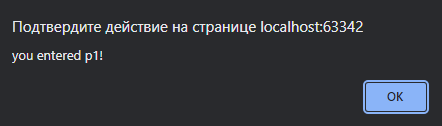 Подтвердите действие на странице localhost:63342
you entered p1!
OK